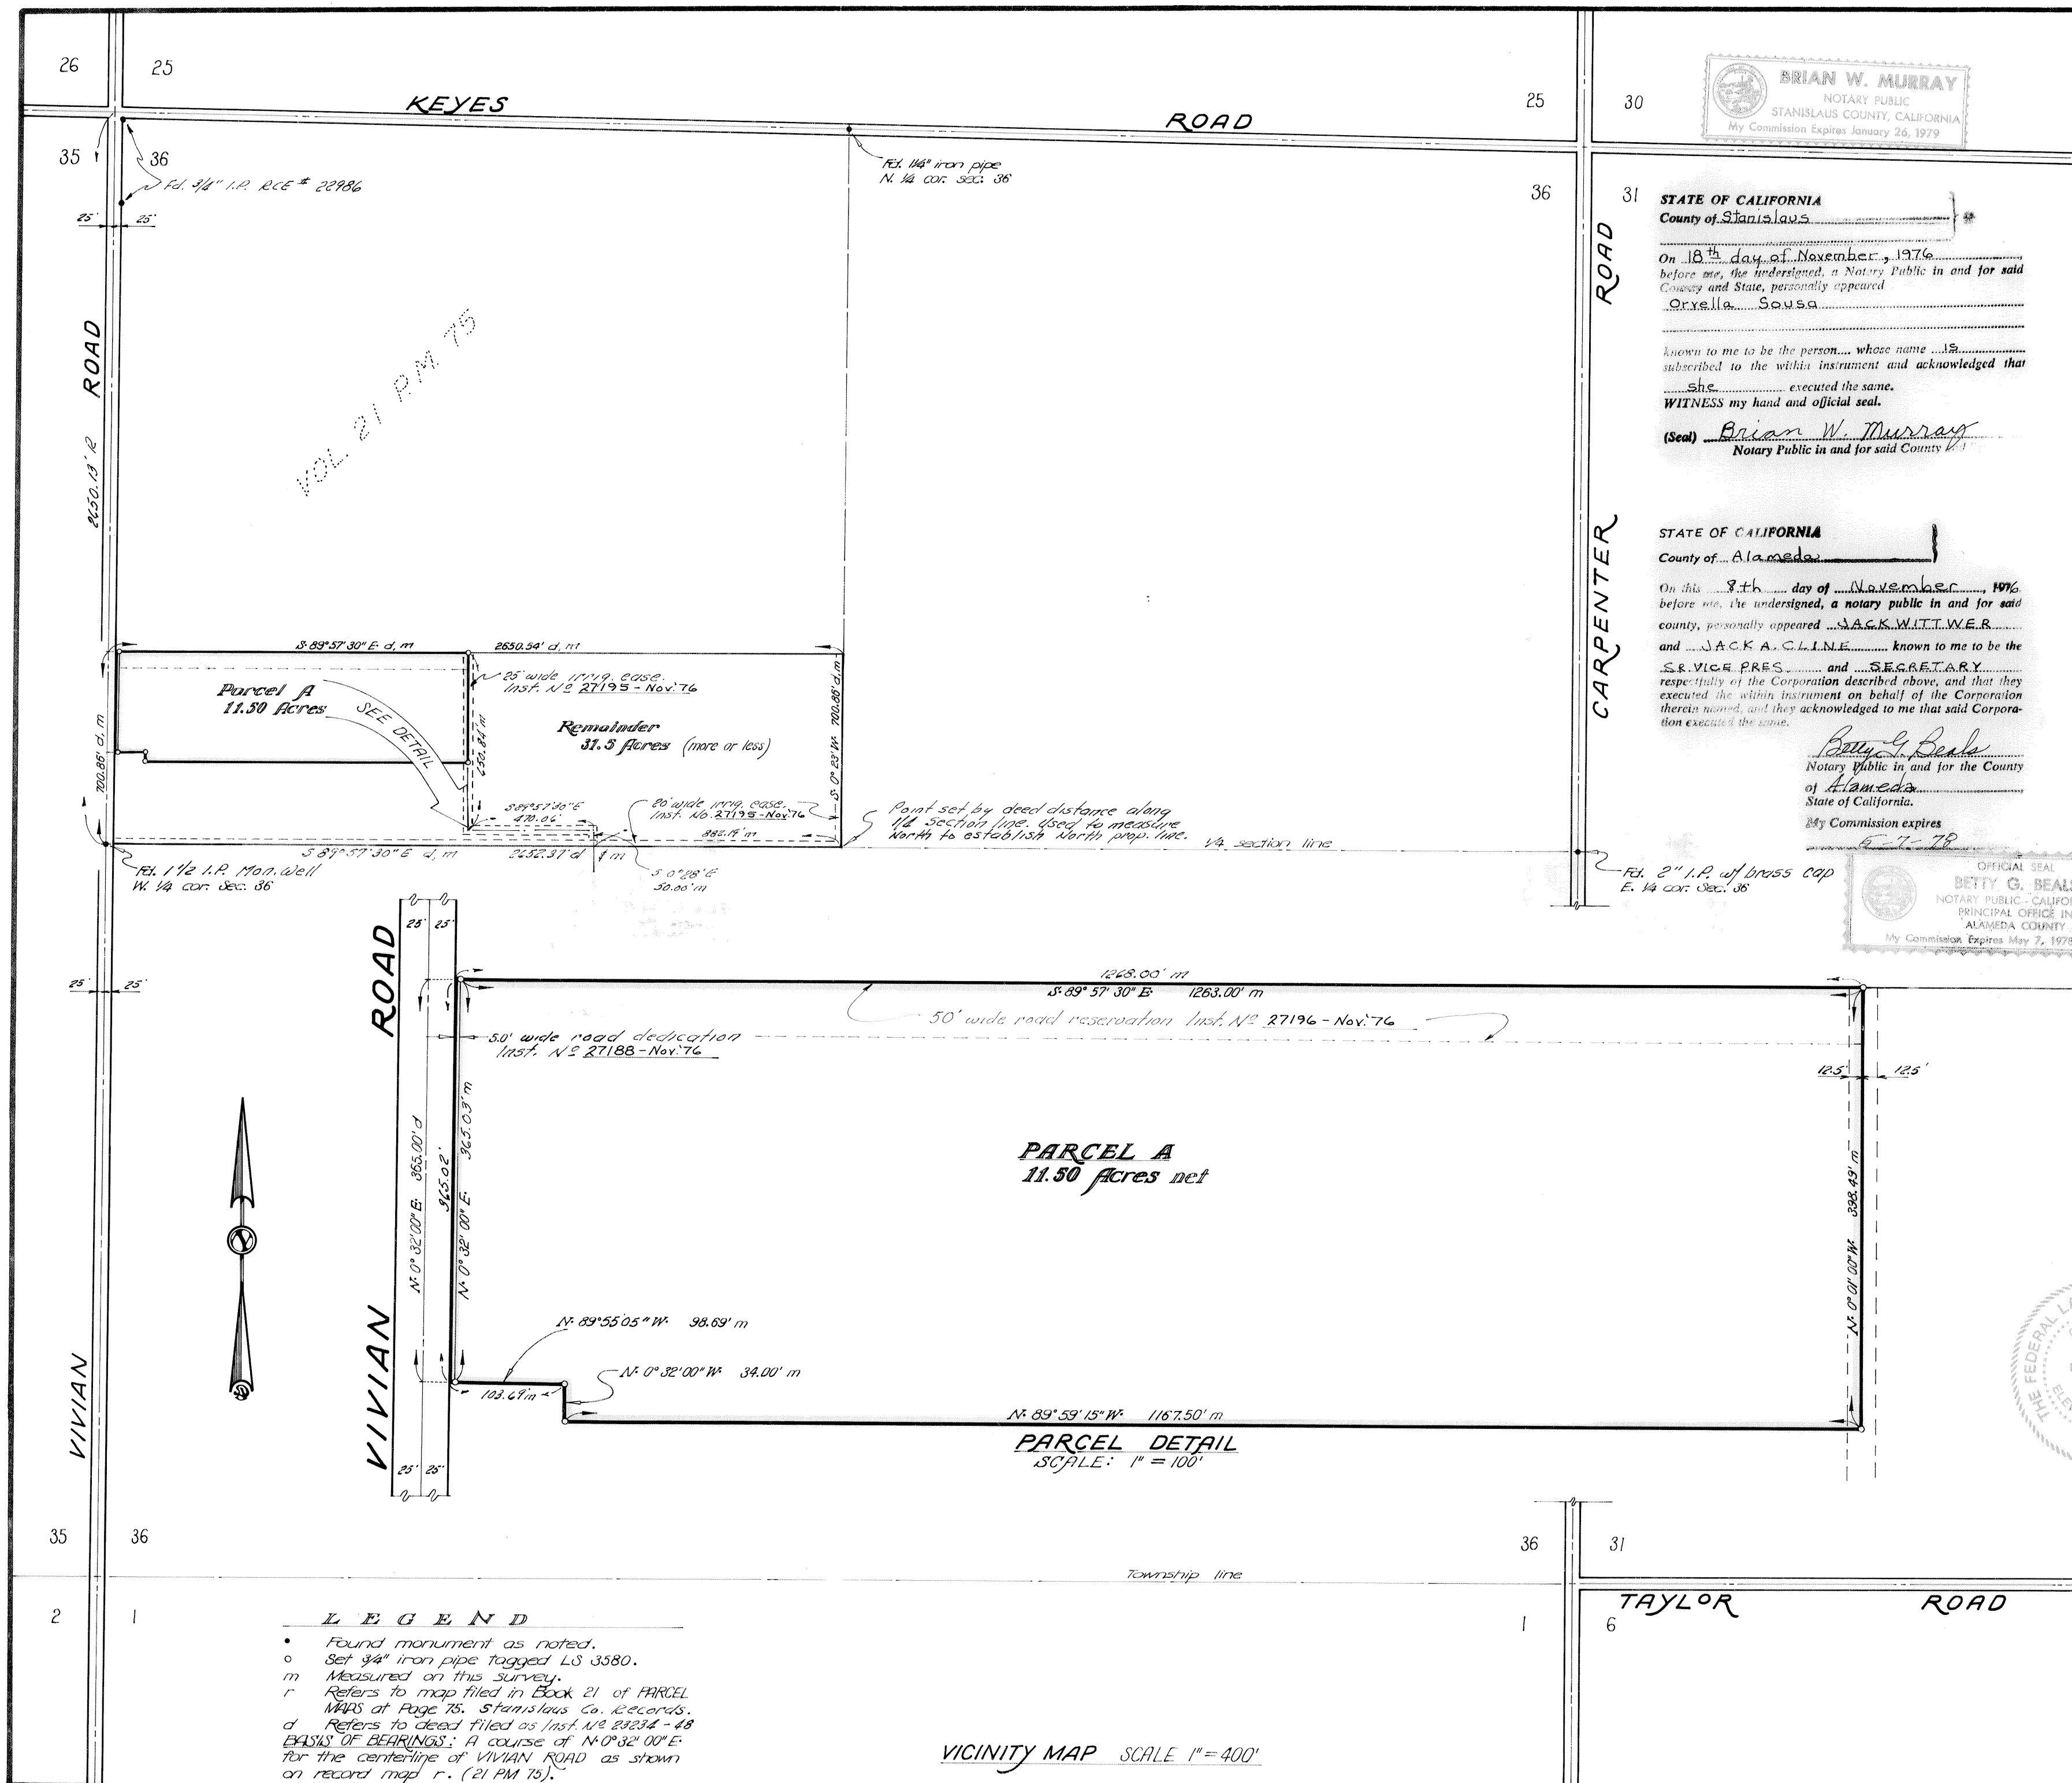 26
25
KEYES
ROAD
25
30
BRIAN W. MURRAY
NOTARY PUBLIC
STANISLAUS COUNTY, CALIFORNIA
My Commission Expires January 26, 1979
35
36
Fd. 3/4" I.P. RCE # 22986
Fd. 1¼" iron pipe
N. ¼ cor. sec. 36
36
31
25'
25'
ROAD
2650.13' R
VOL. 21 P.M. 75
ROAD
CARPENTER
STATE OF CALIFORNIA
County of Stanislaus
On 18th day of November, 1976
before me, the undersigned, a Notary Public in and for said
County and State, personally appeared
Oryella Sousa
known to me to be the person.... whose name is
subscribed to the within instrument and acknowledged that
she executed the same.
WITNESS my hand and official seal.
(Seal) Brian W. Murray
Notary Public in and for said County
STATE OF CALIFORNIA
County of Alameda
On this 8th day of November, 1976
before me, the undersigned, a notary public in and for said
county, personally appeared JACK WITTWER
and JACK A. CLINE known to me to be the
SR. VICE PRES and SECRETARY
respectfully of the Corporation described above, and that they
executed the within instrument on behalf of the Corporation
therein named, and they acknowledged to me that said Corpora-
tion executed the same.
Betty G. Beals
Notary Public in and for the County
of Alameda
State of California.
My Commission expires
5-7-78
OFFICIAL SEAL
BETTY G. BEALS
NOTARY PUBLIC - CALIFO
PRINCIPAL OFFICE IN
ALAMEDA COUNTY
My Commission Expires May 7, 1978
S. 89° 57' 30" E. d, m
2650.54' d, m
Parcel A
11.50 Acres
SEE DETAIL
25' wide irrig. ease.
Inst. Nº 27195 - Nov. '76
Remainder
31.5 Acres (more or less)
700.86' d, m
650.84' m
S. 0° 23' W. 700.86' d, m
S 89°57'30" E
470.06'
20' wide irrig. ease.
Inst. No. 27195 - Nov. 76
882.19' m
Point set by deed distance along
1/4 Section line. Used to measure
North to establish North prop. line.
1/4 section line
S 89°57'30" E d, m
2652.37' d & m
S 0°28' E
50.00' m
Fd. 1 1/2 I.P. Mon. Well
W. 1/4 cor. Sec. 36
Fd. 2" I.P. w/ brass cap
E. 1/4 cor. Sec. 36
25'
25'
ROAD
25'
25'
1268.00' m
S. 89° 57' 30" E. 1263.00' m
50' wide road reservation Inst. Nº 27196 - Nov. '76
5.0' wide road dedication
Inst. Nº 27188 - Nov. '76
12.5'
12.5'
N. 0° 32' 00" E. 365.00' d
365.02'
N. 0° 32' 00" E. 365.03' m
PARCEL A
11.50 Acres net
N. 0° 01' 00" W. 398.49' m
N. 89°55'05" W. 98.69' m
N. 0° 32' 00" W. 34.00' m
103.69' m
N. 89° 59' 15" W. 1167.50' m
PARCEL DETAIL
SCALE: 1" = 100'
VIVIAN
VIVIAN
25'
25'
THE FEDERAL LA
35
36
36
31
Township line
TAYLOR
ROAD
2
1
1
6
LEGEND
• Found monument as noted.
o Set 3/4" iron pipe tagged LS 3580.
m Measured on this survey.
r Refers to map filed in Book 21 of PARCEL
MAPS at Page 75. Stanislaus Co. Records.
d Refers to deed filed as Inst. Nº 23234 - 48
BASIS OF BEARINGS: A course of N. 0° 32' 00" E.
for the centerline of VIVIAN ROAD as shown
on record map r. (21 PM 75).
VICINITY MAP SCALE 1" = 400'